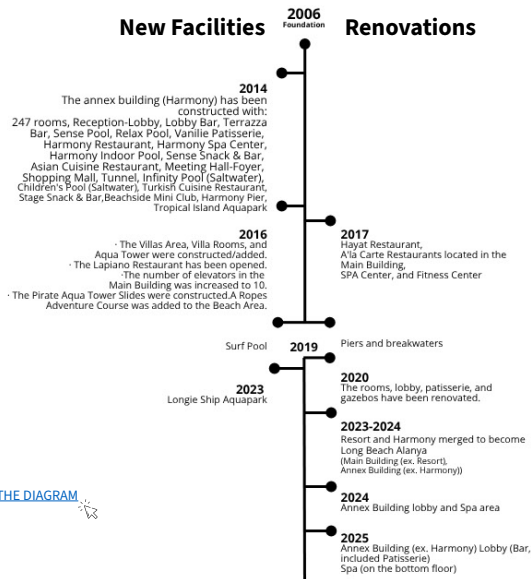 2006
Foundation
New Facilities
Renovations
2014
The annex building (Harmony) has been
constructed with:
247 rooms, Reception-Lobby, Lobby Bar, Terrazza
Bar, Sense Pool, Relax Pool, Vanilie Patisserie,
Harmony Restaurant, Harmony Spa Center,
Harmony Indoor Pool, Sense Snack & Bar,
Asian Cuisine Restaurant, Meeting Hall-Foyer,
Shopping Mall, Tunnel, Infinity Pool (Saltwater),
Children's Pool (Saltwater), Turkish Cuisine Restaurant,
Stage Snack & Bar,Beachside Mini Club, Harmony Pier,
Tropical Island Aquapark
2016
· The Villas Area, Villa Rooms, and
Aqua Tower were constructed/added.
· The Lapiano Restaurant has been opened.
·The number of elevators in the
Main Building was increased to 10.
· The Pirate Aqua Tower Slides were constructed.A Ropes
Adventure Course was added to the Beach Area.
2017
Hayat Restaurant,
A'la Carte Restaurants located in the
Main Building,
SPA Center, and Fitness Center
Surf Pool
2019
Piers and breakwaters
2023
Longie Ship Aquapark
2020
The rooms, lobby, patisserie, and
gazebos have been renovated.
2023-2024
Resort and Harmony merged to become
Long Beach Alanya
(Main Building (ex. Resort),
Annex Building (ex. Harmony))
THE DIAGRAM
2024
Annex Building lobby and Spa area
2025
Annex Building (ex. Harmony) Lobby (Bar,
included Patisserie)
Spa (on the bottom floor)